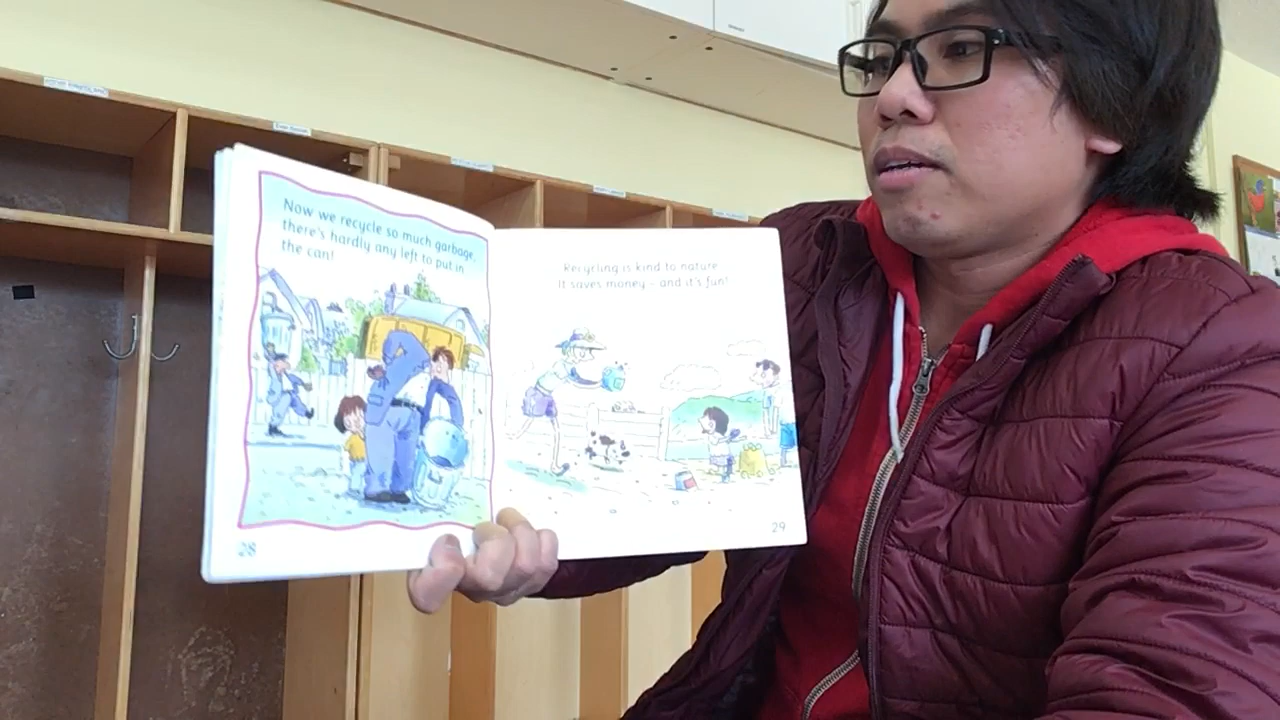 Now we recycle so much garbage,
there's hardly any left to put in
the can!
Recycling is kind to nature.
It saves money – and it's fun!
28
29